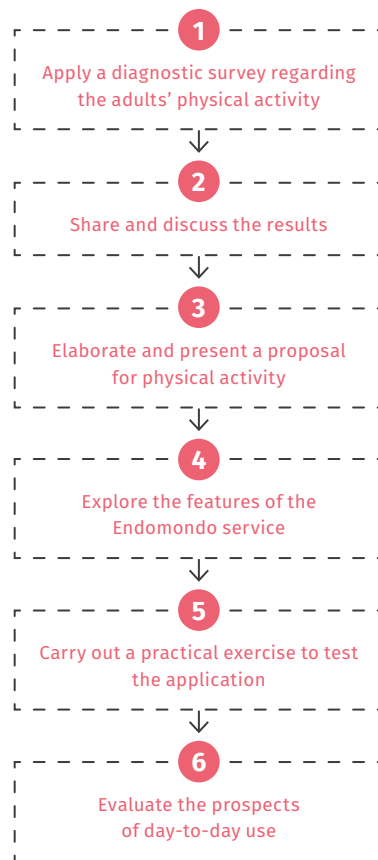 1
Apply a diagnostic survey regarding
the adults’ physical activity
2
Share and discuss the results
3
Elaborate and present a proposal
for physical activity
4
Explore the features of the
Endomondo service
5
Carry out a practical exercise to test
the application
6
Evaluate the prospects
of day-to-day use